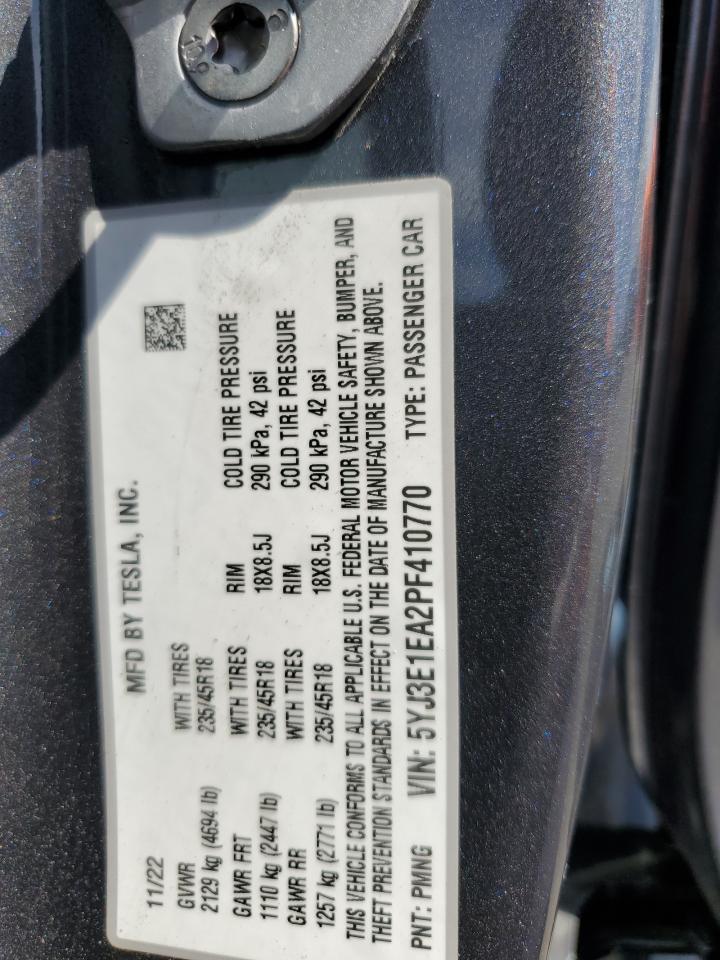 MFD BY TESLA, INC.
11/22
GVWR WITH TIRES
2129 kg (4694 lb) 235/45R18
GAWR FRT WITH TIRES RIM COLD TIRE PRESSURE
1110 kg (2447 lb) 235/45R18 18X8.5J 290 kPa, 42 psi
GAWR RR WITH TIRES RIM COLD TIRE PRESSURE
1257 kg (2771 lb) 235/45R18 18X8.5J 290 kPa, 42 psi
THIS VEHICLE CONFORMS TO ALL APPLICABLE U.S. FEDERAL MOTOR VEHICLE SAFETY, BUMPER, AND
THEFT PREVENTION STANDARDS IN EFFECT ON THE DATE OF MANUFACTURE SHOWN ABOVE.
PNT: PMNG VIN: 5YJ3E1EA2PF410770 TYPE: PASSENGER CAR